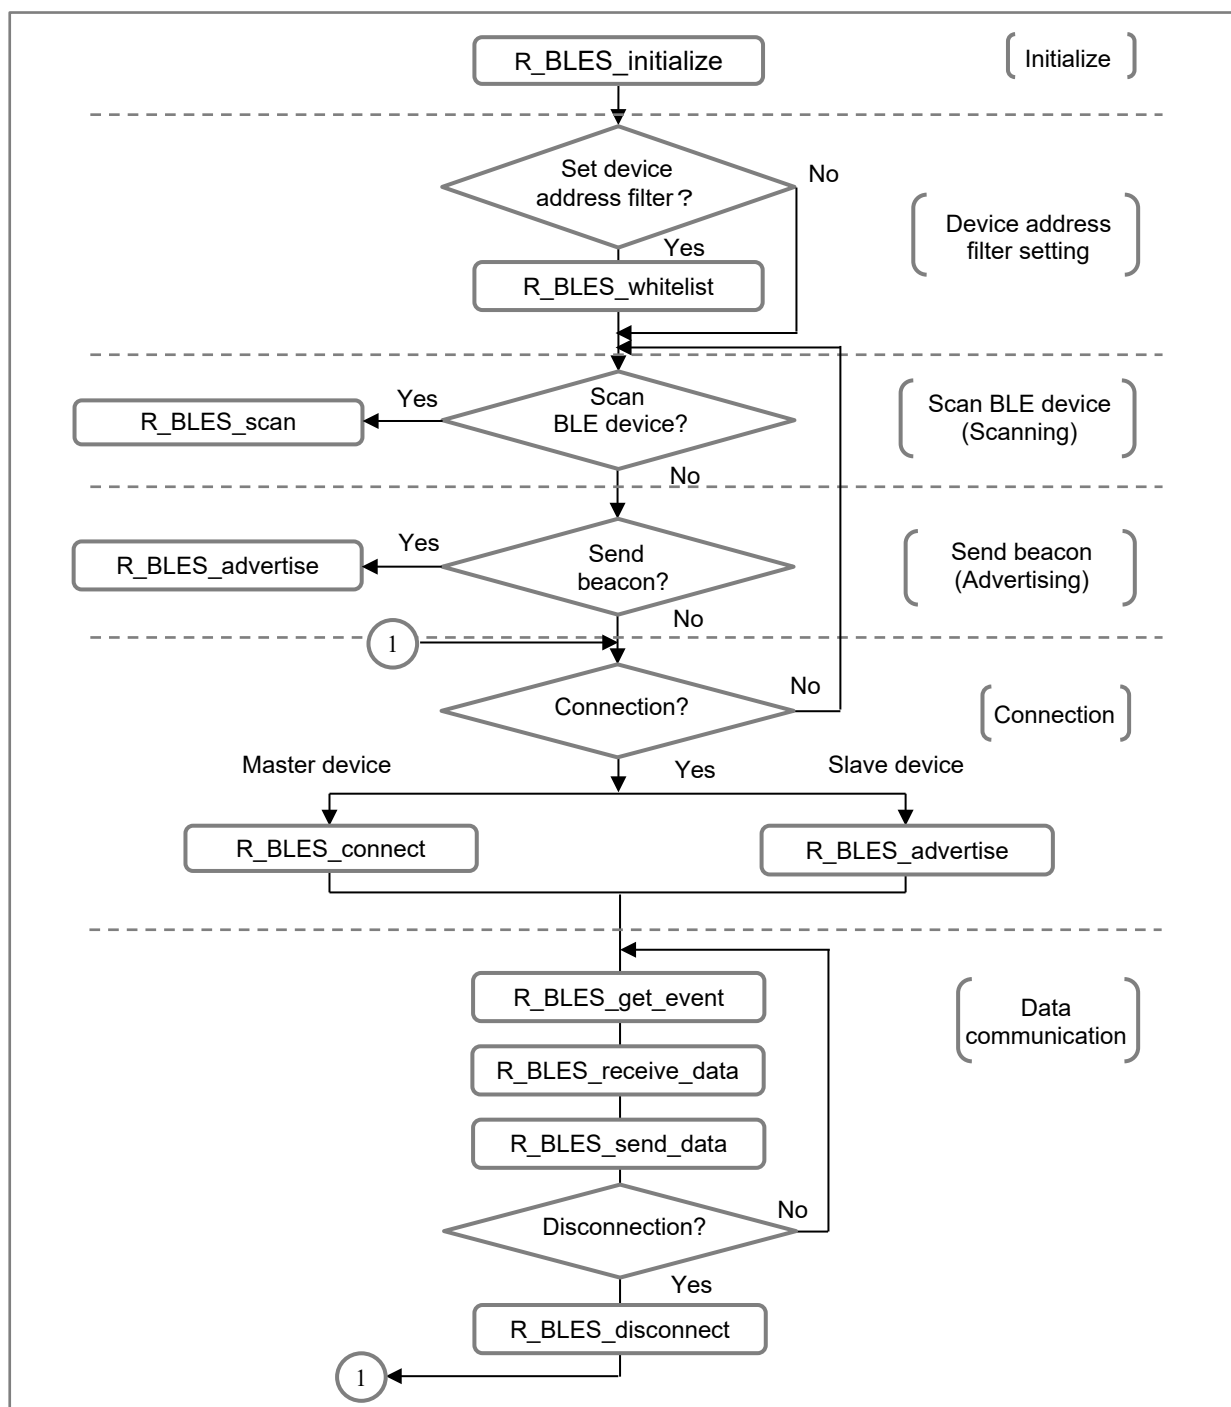 R_BLES_initialize
Initialize
Set device
address filter？
No
Yes
Device address
filter setting
R_BLES_whitelist
Scan
BLE device?
Yes
R_BLES_scan
Scan BLE device
(Scanning)
No
Send
beacon?
Yes
R_BLES_advertise
Send beacon
(Advertising)
No
1
Connection?
No
Connection
Master device
Yes
Slave device
R_BLES_connect
R_BLES_advertise
R_BLES_get_event
Data
communication
R_BLES_receive_data
R_BLES_send_data
Disconnection?
No
Yes
R_BLES_disconnect
1